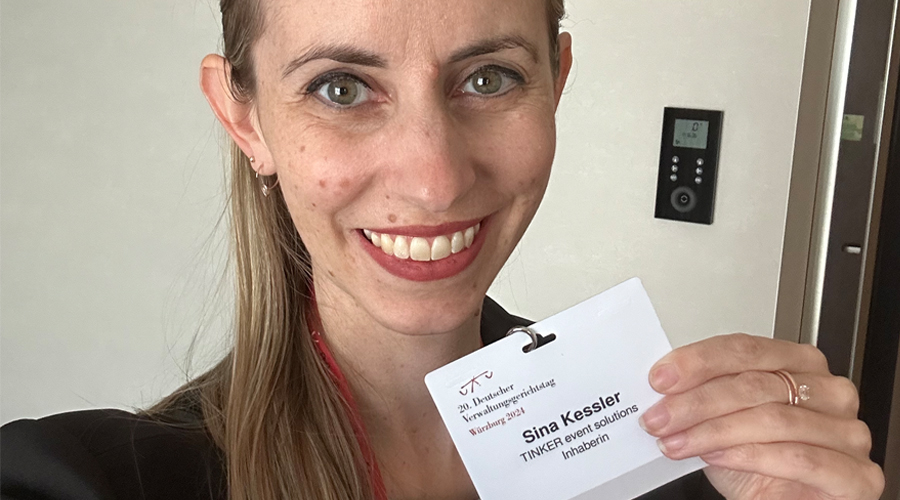 20. Deutscher
Verwaltungsgerichtstag
Würzburg 2024
Sina Kessler
TINKER event solutions
Inhaberin